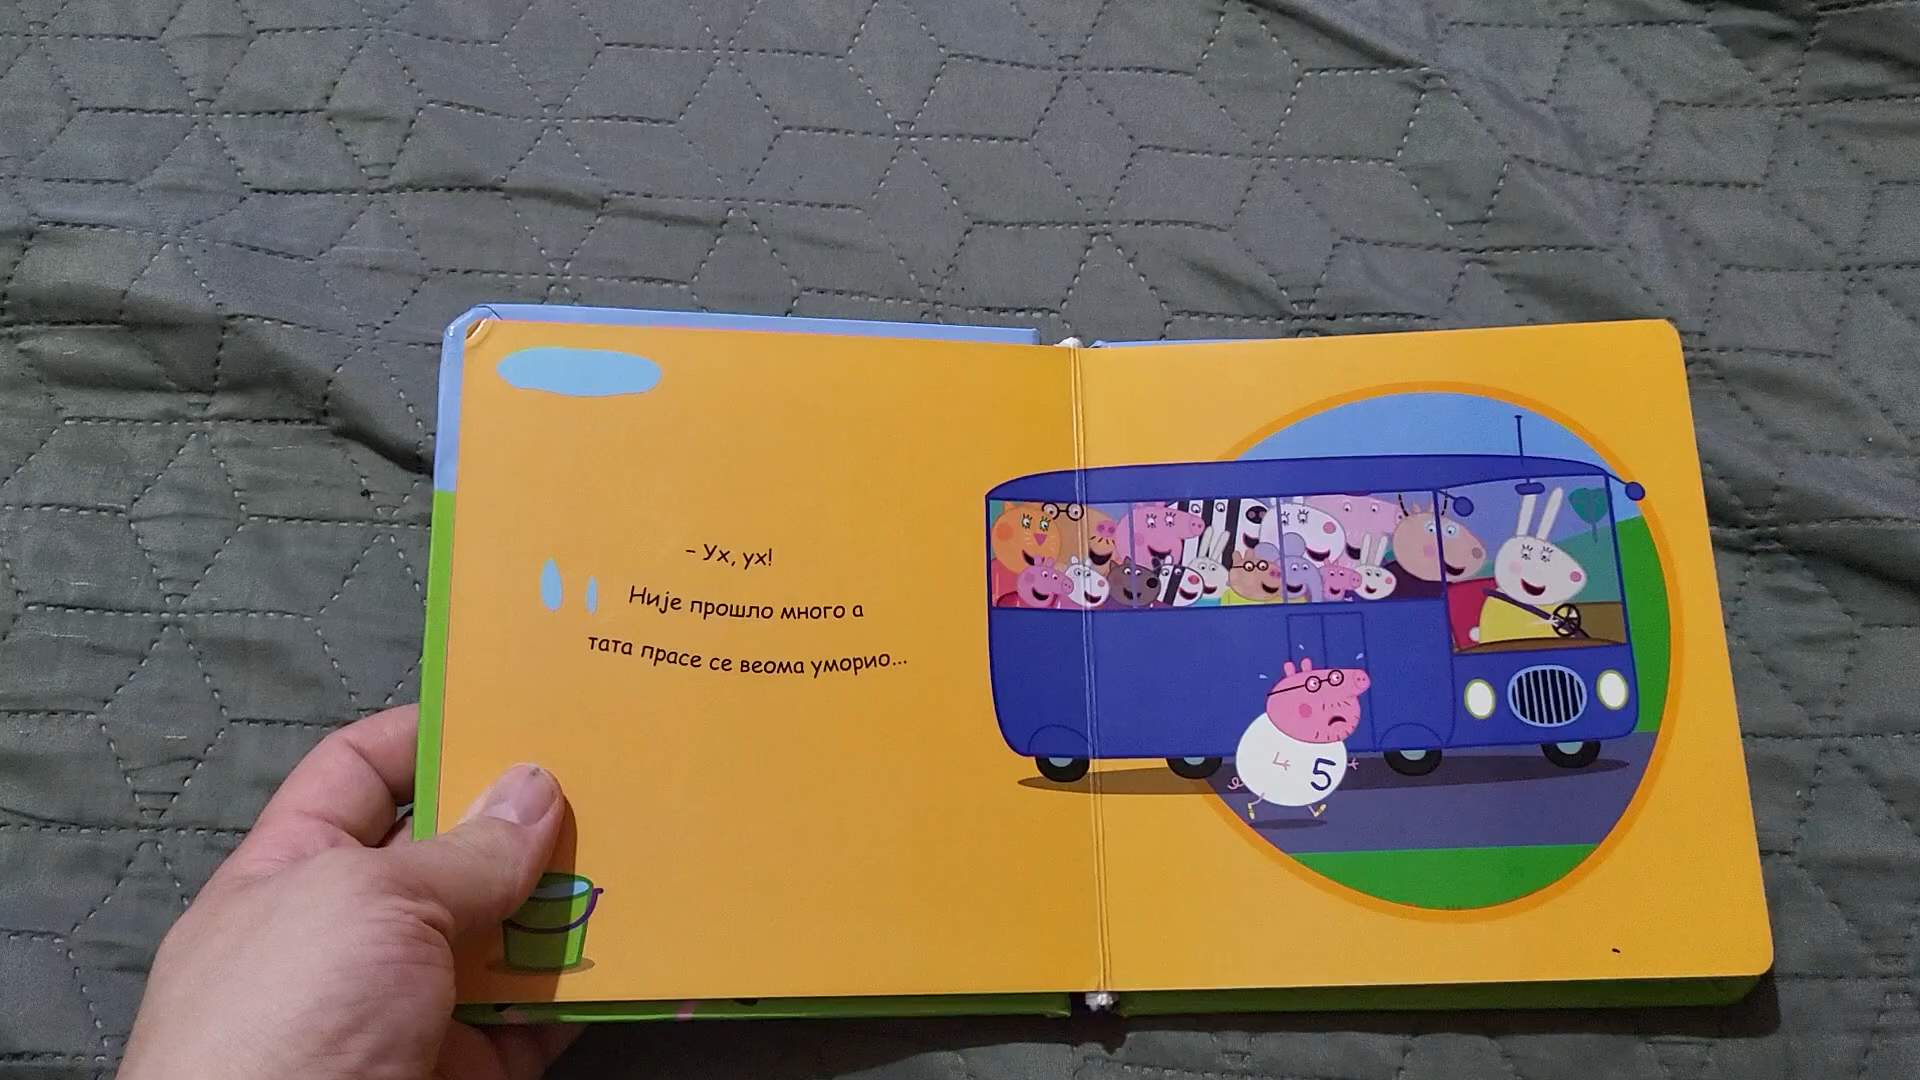 – Ух, ух!
Није прошло много а
тата прасе се веома уморио...
5